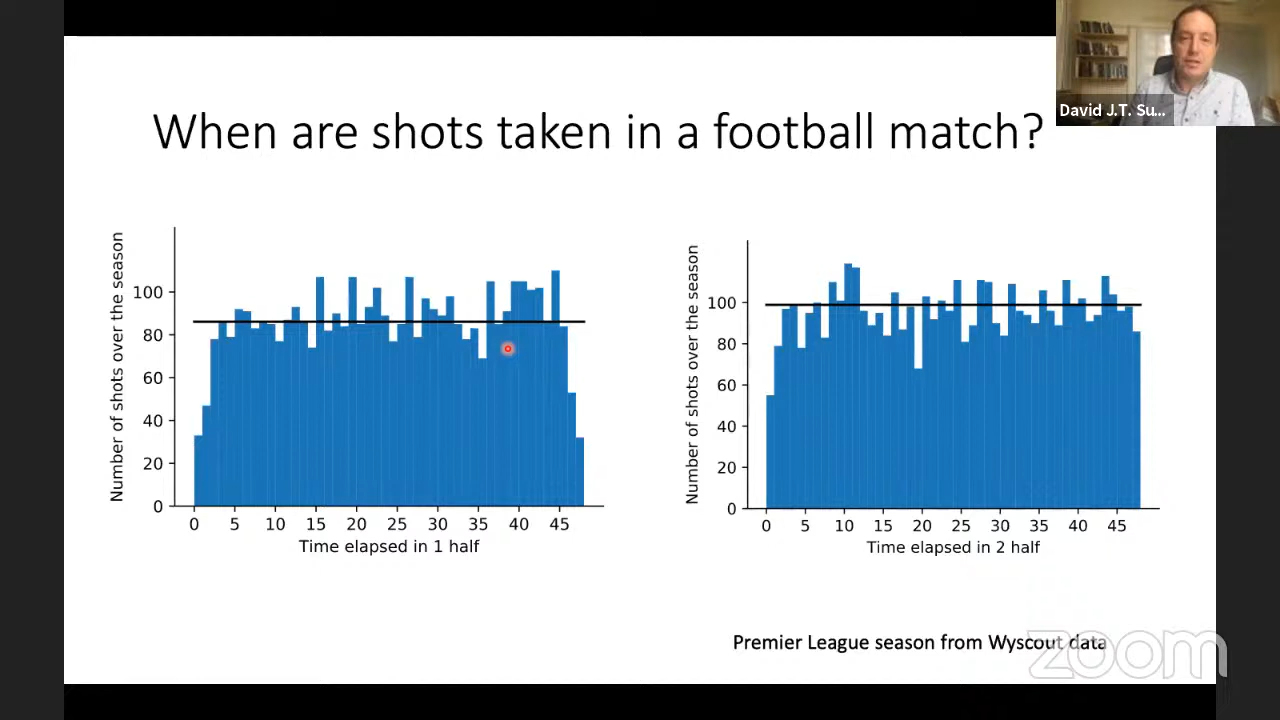 David J.T. Su...
When are shots taken in a football match?
Number of shots over the season
100
80
60
40
20
0
0 5 10 15 20 25 30 35 40 45
Time elapsed in 1 half
Number of shots over the season
100
80
60
40
20
0
0 5 10 15 20 25 30 35 40 45
Time elapsed in 2 half
Premier League season from Wyscout data
zoom